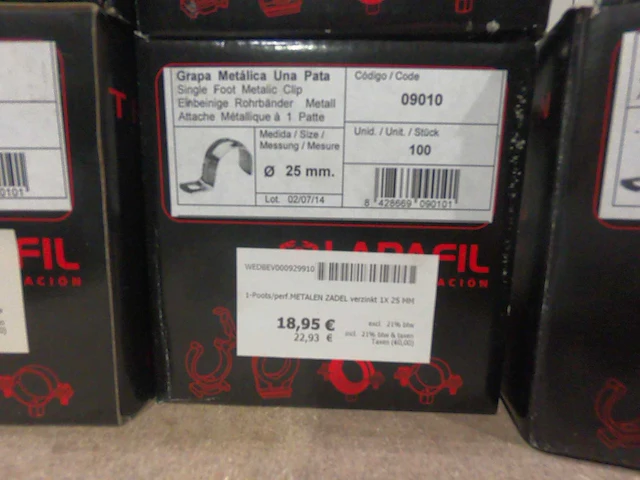 Grapa Metálica Una Pata
Single Foot Metalic Clip
Einbeinige Rohrbänder Metall
Attache Métallique à 1 Patte
Código / Code
09010
Medida / Size /
Messung / Mesure
Ø 25 mm.
Lot. 02/07/14
Unid. / Unit. / Stück
100
8 428669 090101
WEDBEV000929910
1-Poots/perf.METALEN ZADEL verzinkt 1X 25 MM
18,95 € excl. 21% btw
22,93 € incl. 21% btw & taxen
Taxes (€0,00)
FIL
ACIÓN